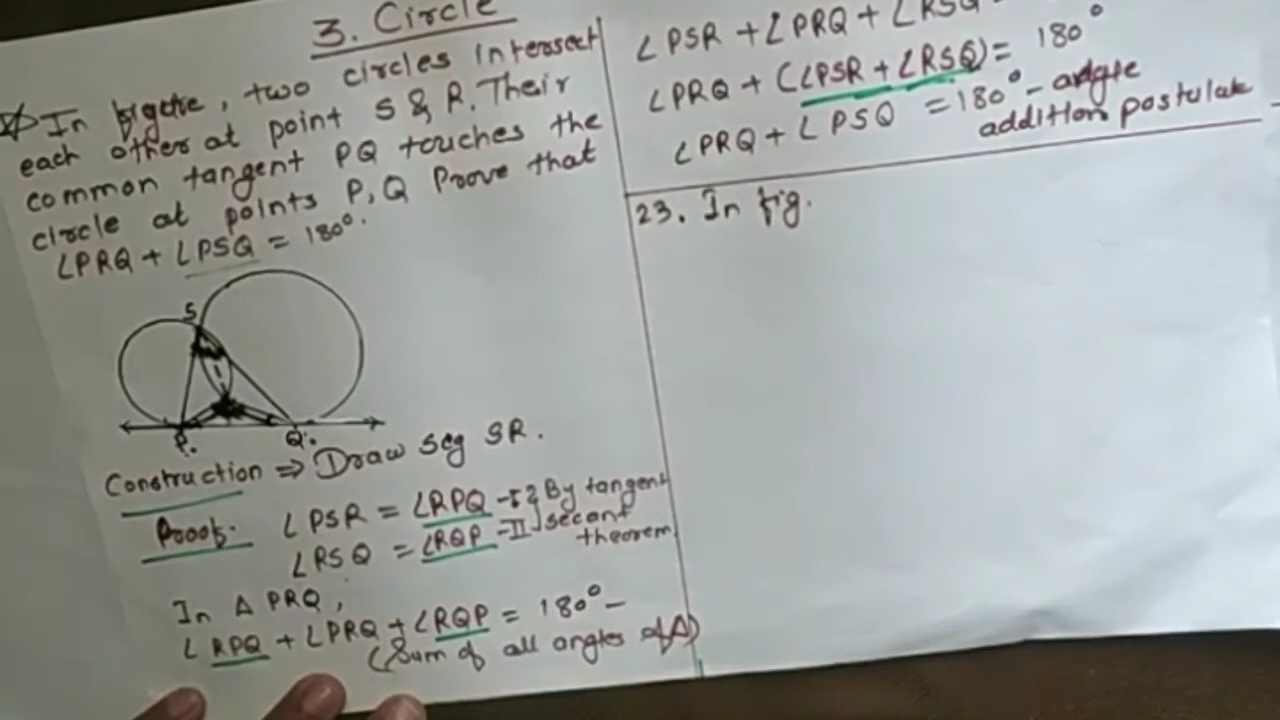 3. Circle
In figure, two circles intersect
each other at point S & R. Their
common tangent PQ touches the
circle at points P, Q Prove that
∠PRQ + ∠PSQ = 180°.
S
P.
Q.
Construction ⇒ Draw seg SR.
Proof. ∠PSR = ∠RPQ - I } By tangent
∠RSQ = ∠RQP - II } secant
theorem
In Δ PRQ,
∠RPQ + ∠PRQ + ∠RQP = 180° -
(Sum of all angles of Δ)
∠PSR + ∠PRQ + ∠RSQ
∠PRQ + (∠PSR + ∠RSQ) = 180°
∠PRQ + ∠PSQ = 180° - angle
addition postulate
23. In fig.